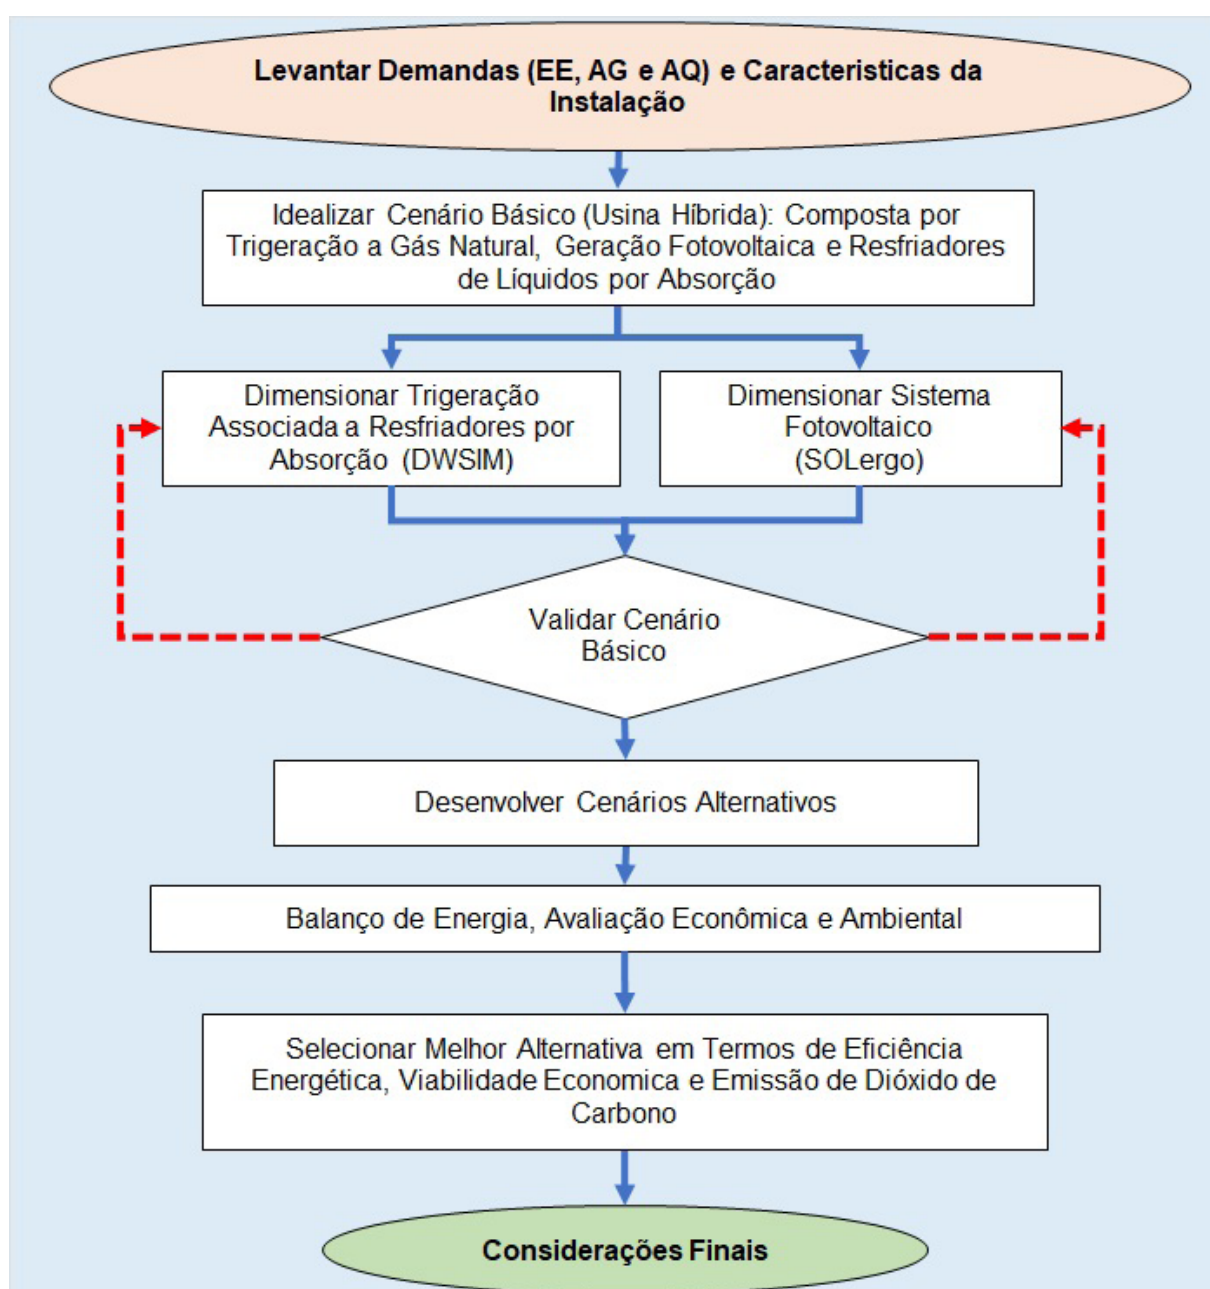 Levantar Demandas (EE, AG e AQ) e Caracteristicas da
Instalação
Idealizar Cenário Básico (Usina Híbrida): Composta por
Trigeração a Gás Natural, Geração Fotovoltaica e Resfriadores
de Líquidos por Absorção
Dimensionar Trigeração
Associada a Resfriadores por
Absorção (DWSIM)
Dimensionar Sistema
Fotovoltaico
(SOLergo)
Validar Cenário
Básico
Desenvolver Cenários Alternativos
Balanço de Energia, Avaliação Econômica e Ambiental
Selecionar Melhor Alternativa em Termos de Eficiência
Energética, Viabilidade Economica e Emissão de Dióxido de
Carbono
Considerações Finais